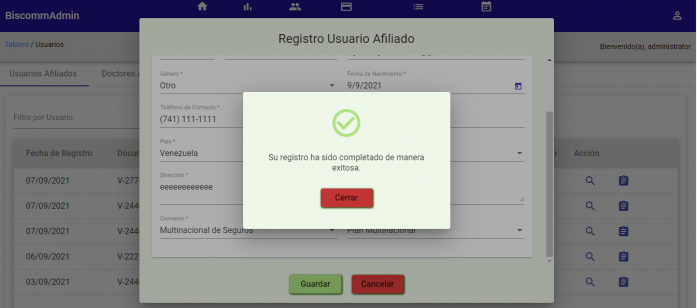 BiscommAdmin
Tablero / Usuarios
Bienvenido(a), administrator
Usuarios Afiliados
Doctores
Registro Usuario Afiliado
Género *
Otro
Fecha de Nacimiento *
9/9/2021
Teléfono de Contacto *
(741) 111-1111
País *
Venezuela
Dirección *
eeeeeeeeeeee
Convenio *
Multinacional de Seguros
Plan Multinacional
Guardar
Cancelar
Su registro ha sido completado de manera
exitosa.
Cerrar
Filtro por Usuario
Fecha de Registro
Acción
07/09/2021
V-277
07/09/2021
V-244
07/09/2021
V-244
06/09/2021
V-222
03/09/2021
V-244